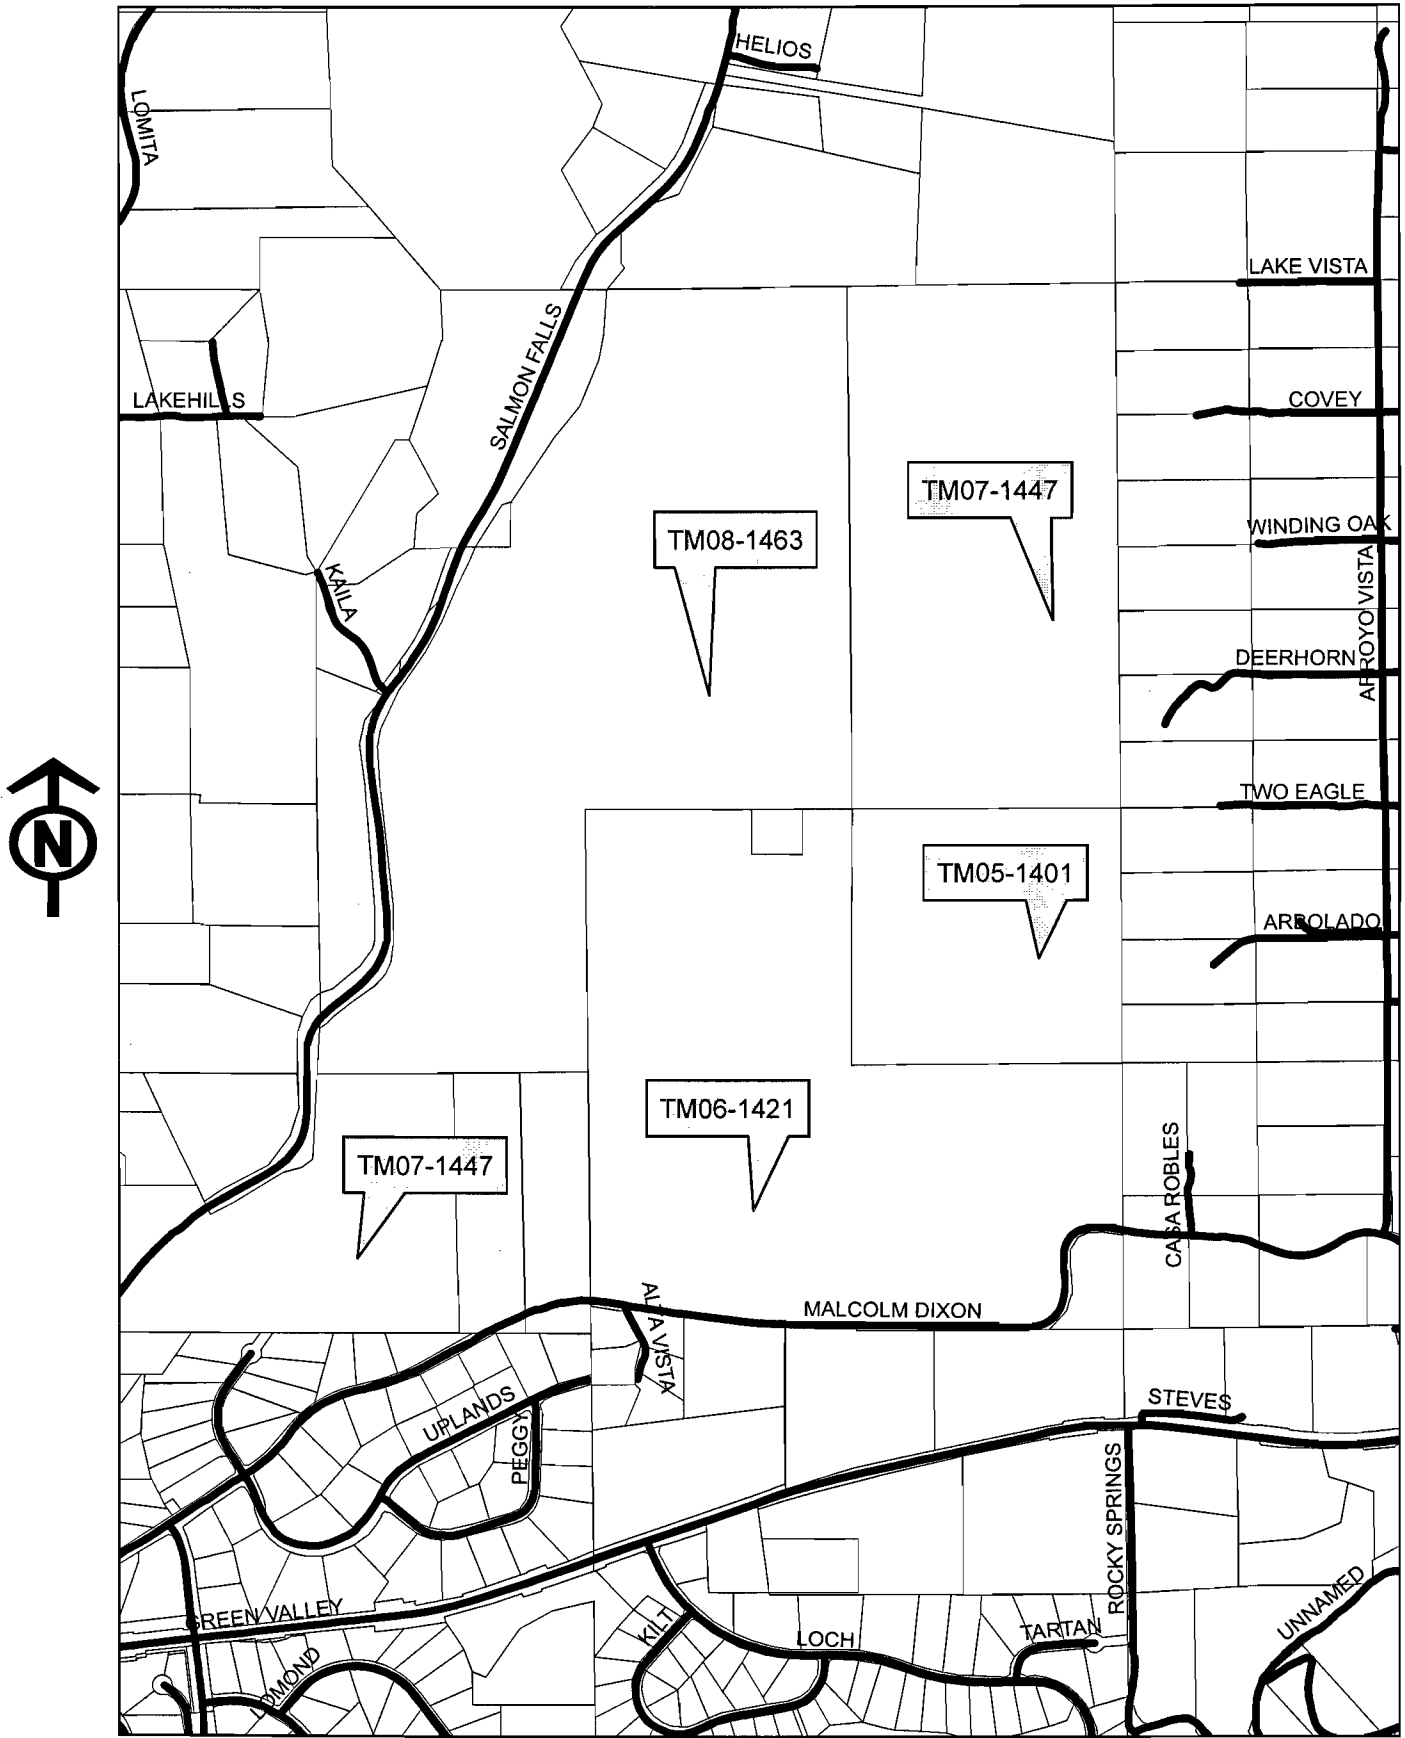 HELIOS
LOMITA
LAKE VISTA
SALMON FALLS
LAKEHILLS
COVEY
TM07-1447
TM08-1463
WINDING OAK
KAILA
ARROYO VISTA
DEERHORN
TWO EAGLE
N
TM05-1401
ARBOLADO
TM06-1421
TM07-1447
CASA ROBLES
MALCOLM DIXON
ALTA VISTA
UPLANDS
STEVES
PEGGY
ROCKY SPRINGS
GREEN VALLEY
UNNAMED
KILT
LOCH
TARTAN